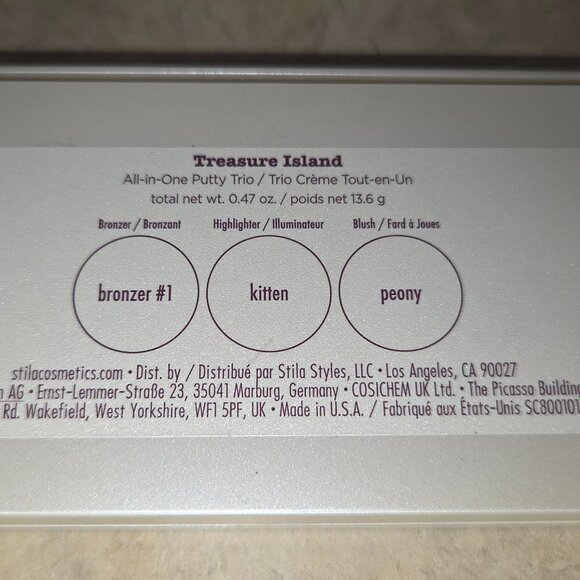 Treasure Island
All-in-One Putty Trio / Trio Crème Tout-en-Un
total net wt. 0.47 oz. / poids net 13.6 g
Bronzer / Bronzant Highlighter / Illuminateur Blush / Fard à Joues
bronzer #1 kitten peony
stilacosmetics.com • Dist. by / Distribué par Stila Styles, LLC • Los Angeles, CA 90027
AG • Ernst-Lemmer-Straße 23, 35041 Marburg, Germany • COSICHEM UK Ltd. • The Picasso Building
Rd. Wakefield, West Yorkshire, WF1 5PF, UK • Made in U.S.A. / Fabriqué aux États-Unis SC800101